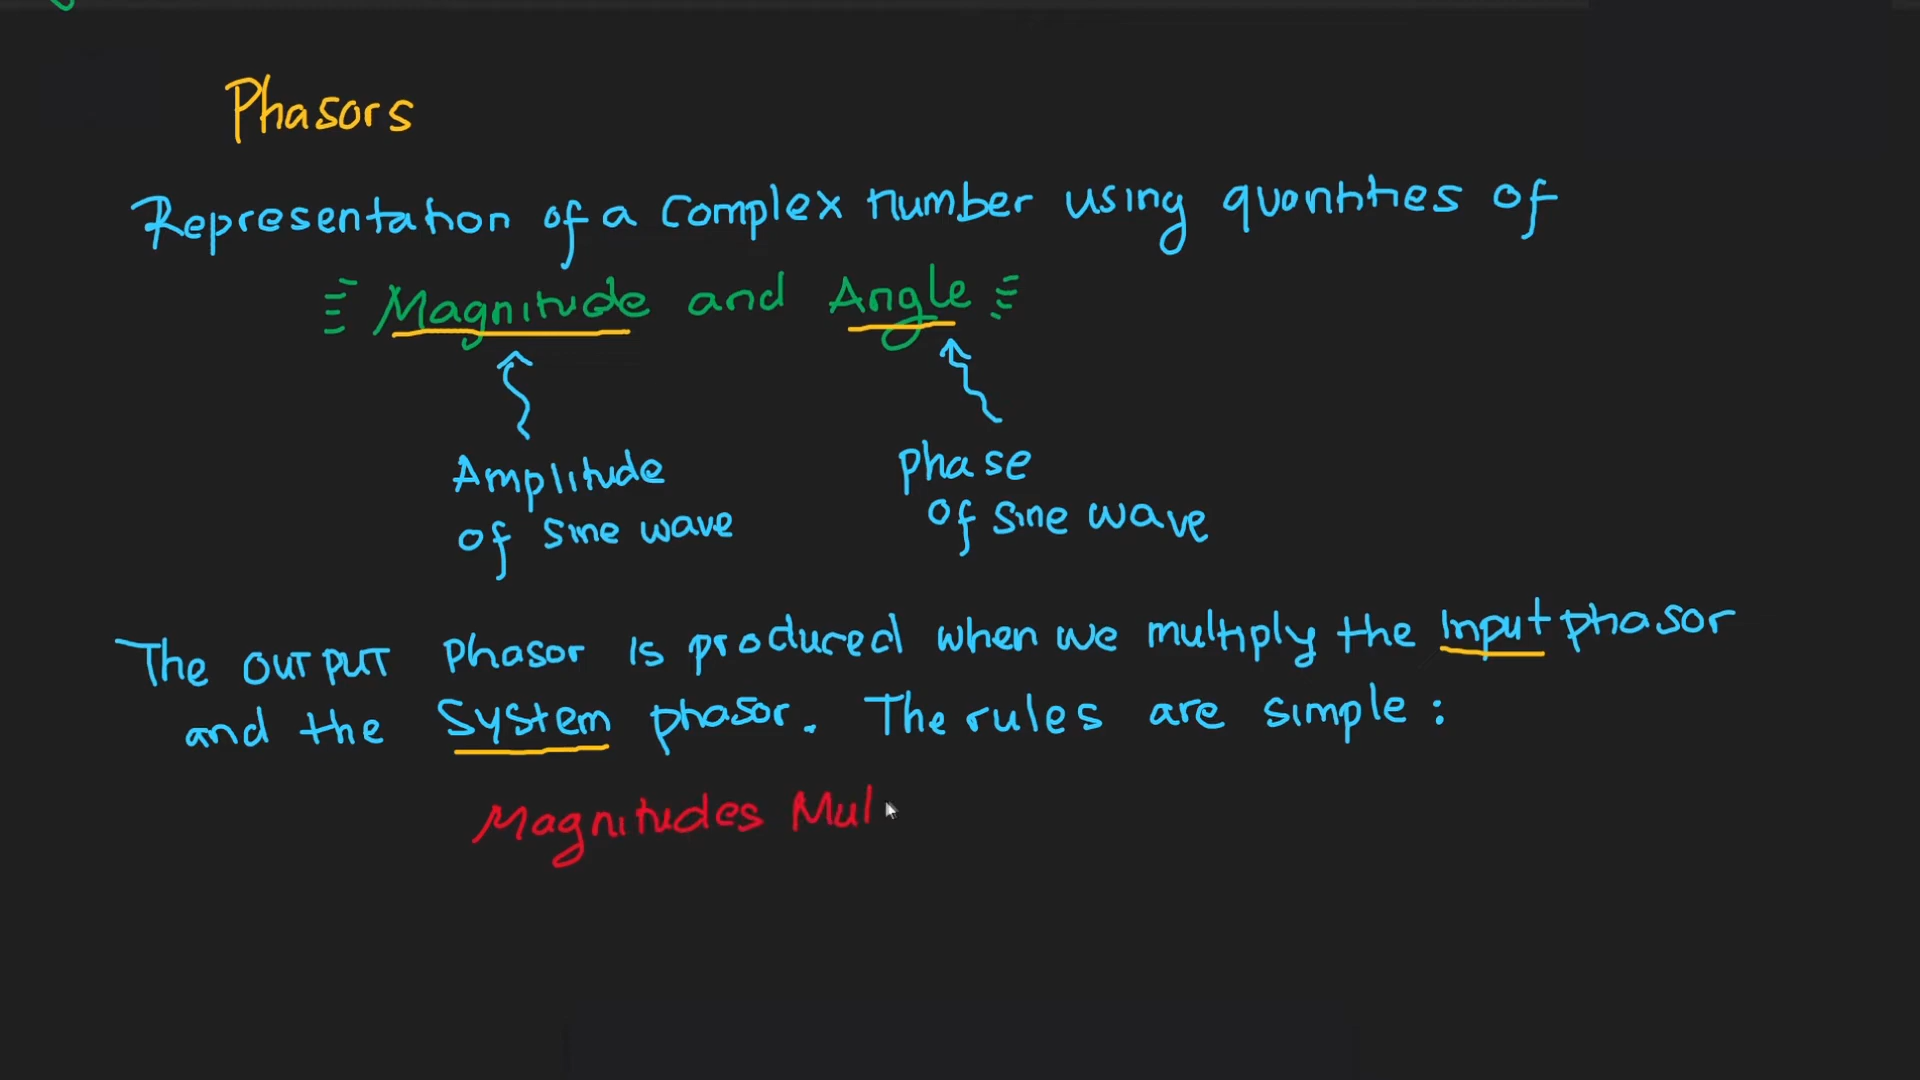 Phasors
Representation of a complex number using quantities of
Magnitude and Angle
Amplitude
of sine wave
phase
of sine wave
The OUTPUT phasor is produced when we multiply the input phasor
and the System phasor. The rules are simple:
Magnitudes Mul